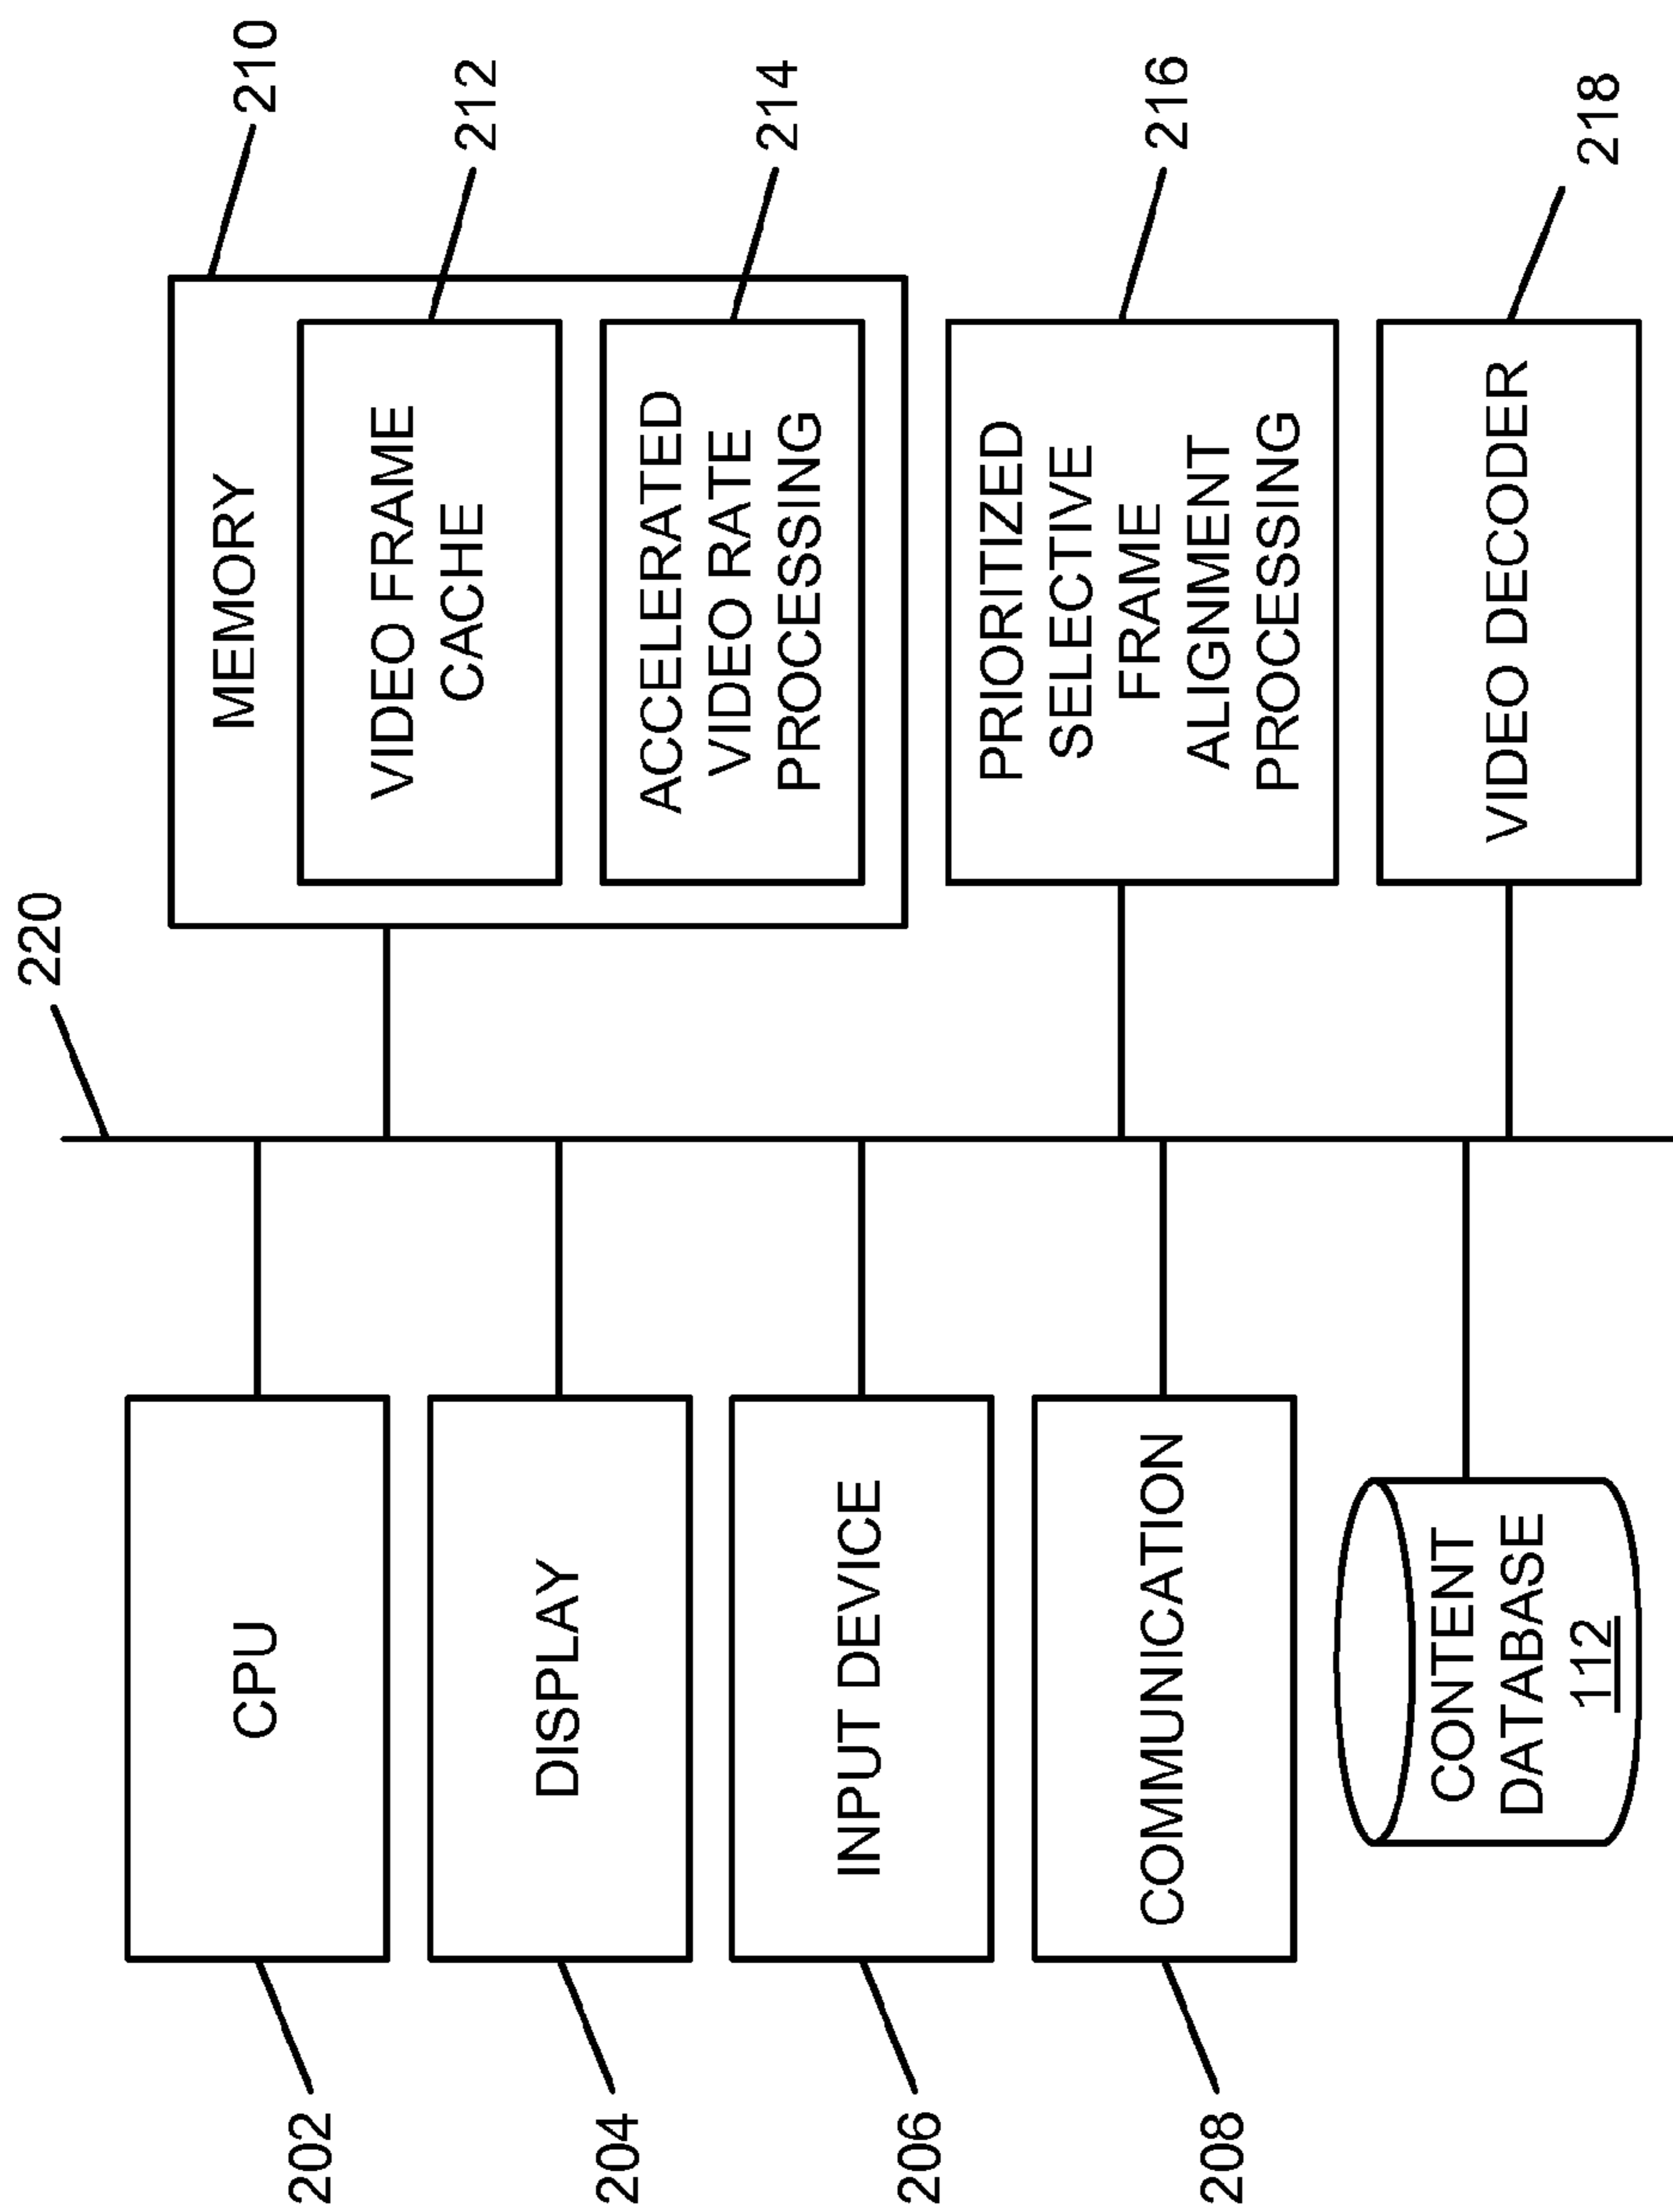 220
202
CPU
204
DISPLAY
206
INPUT DEVICE
208
COMMUNICATION
CONTENT
DATABASE
112
MEMORY
210
VIDEO FRAME
CACHE
212
ACCELERATED
VIDEO RATE
PROCESSING
214
PRIORITIZED
SELECTIVE
FRAME
ALIGNMENT
PROCESSING
216
VIDEO DECODER
218